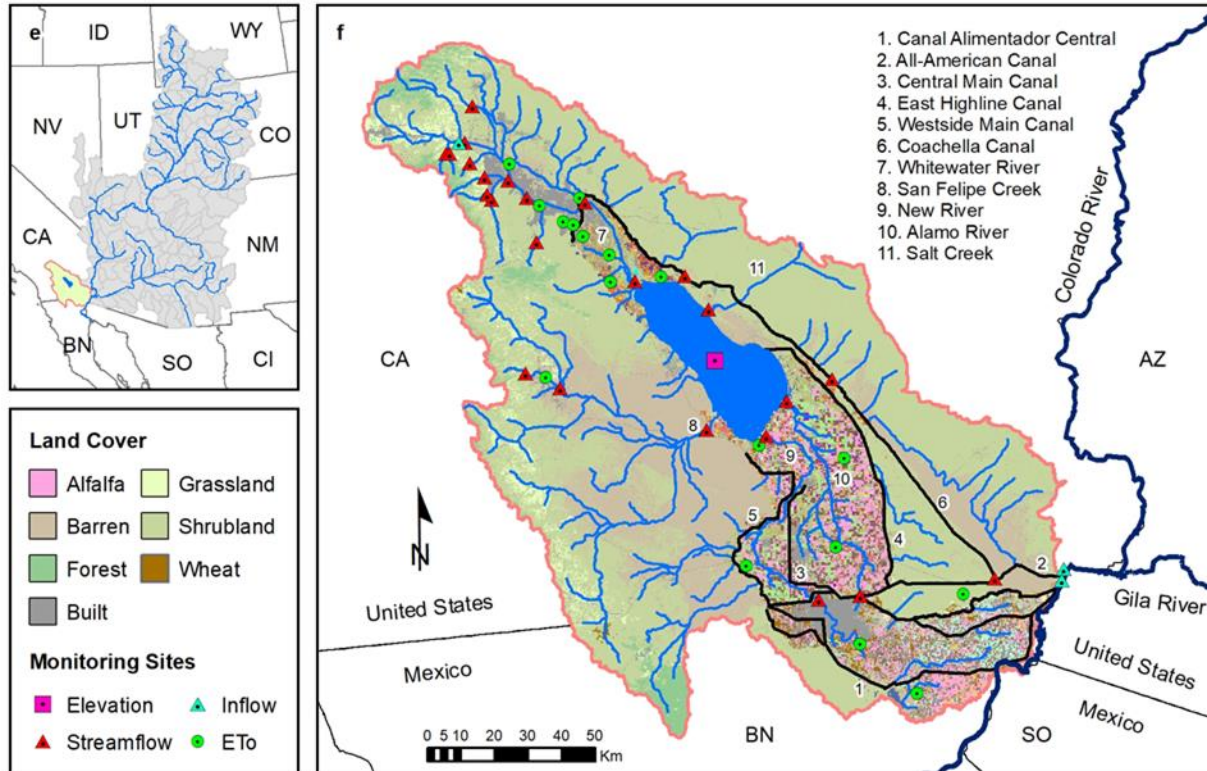 e
ID
WY
NV
UT
CO
CA
NM
BN
SO
CI
Land Cover
Alfalfa
Grassland
Barren
Shrubland
Forest
Wheat
Built
Monitoring Sites
Elevation
Inflow
Streamflow
ETo
f
1. Canal Alimentador Central
2. All-American Canal
3. Central Main Canal
4. East Highline Canal
5. Westside Main Canal
6. Coachella Canal
7. Whitewater River
8. San Felipe Creek
9. New River
10. Alamo River
11. Salt Creek
Colorado River
7
11
CA
AZ
8
9
10
6
5
4
N
2
3
Gila River
United States
Mexico
United States
Mexico
1
BN
SO
0 5 10 20 30 40 50
Km